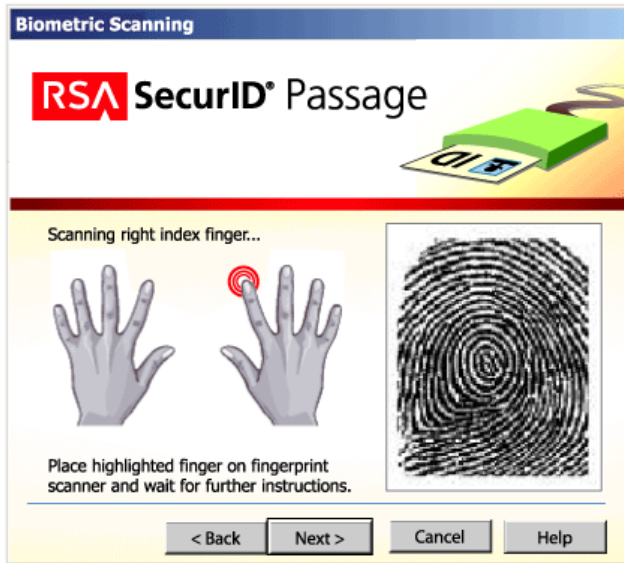 Biometric Scanning
RSA SecurID® Passage
ID
Scanning right index finger...
Place highlighted finger on fingerprint
scanner and wait for further instructions.
< Back
Next >
Cancel
Help